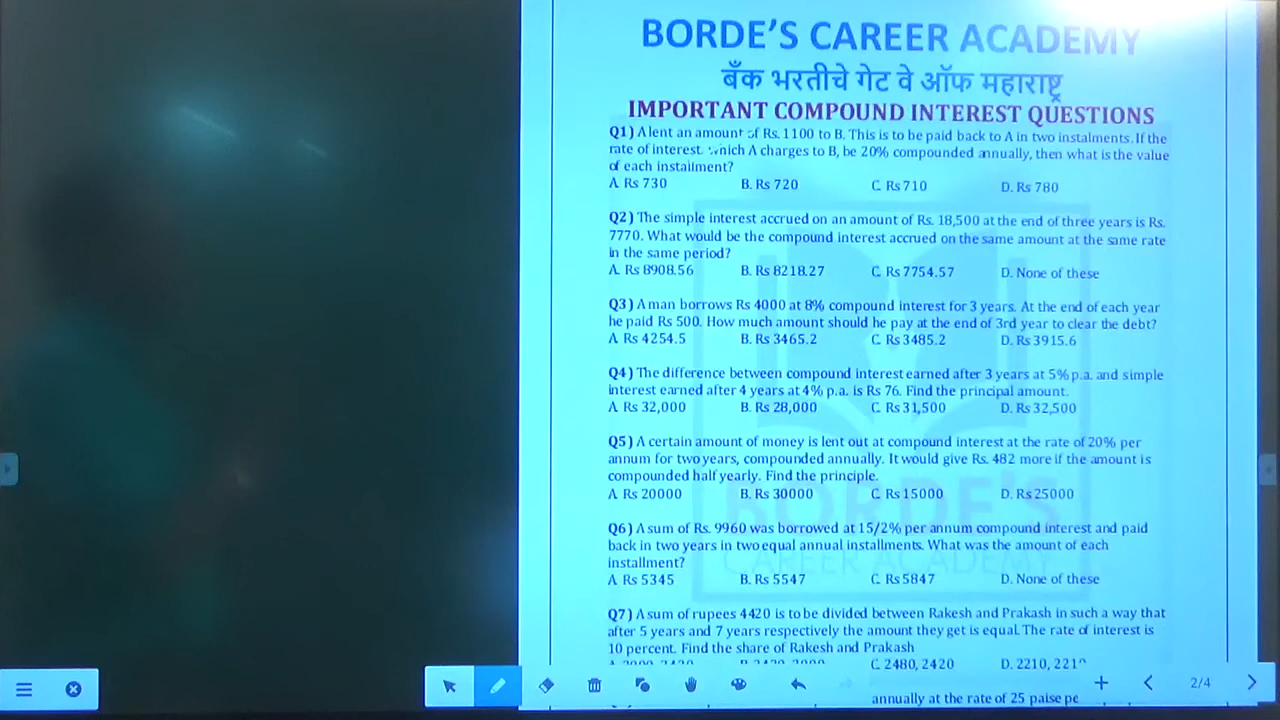 BORDE'S CAREER ACADEMY
बँक भरतीचे गेट वे ऑफ महाराष्ट्र
IMPORTANT COMPOUND INTEREST QUESTIONS
Q1) A lent an amount of Rs. 1100 to B. This is to be paid back to A in two instalments. If the
rate of interest which A charges to B, be 20% compounded annually, then what is the value
of each installment?
A. Rs 730 B. Rs 720 C. Rs 710 D. Rs 780
Q2) The simple interest accrued on an amount of Rs. 18,500 at the end of three years is Rs.
7770. What would be the compound interest accrued on the same amount at the same rate
in the same period?
A. Rs 8908.56 B. Rs 8218.27 C. Rs 7754.57 D. None of these
Q3) A man borrows Rs 4000 at 8% compound interest for 3 years. At the end of each year
he paid Rs 500. How much amount should he pay at the end of 3rd year to clear the debt?
A. Rs 4254.5 B. Rs 3465.2 C. Rs 3485.2 D. Rs 3915.6
Q4) The difference between compound interest earned after 3 years at 5% p.a. and simple
interest earned after 4 years at 4% p.a. is Rs 76. Find the principal amount.
A. Rs 32,000 B. Rs 28,000 C. Rs 31,500 D. Rs 32,500
Q5) A certain amount of money is lent out at compound interest at the rate of 20% per
annum for two years, compounded annually. It would give Rs. 482 more if the amount is
compounded half yearly. Find the principle.
A. Rs 20000 B. Rs 30000 C. Rs 15000 D. Rs 25000
Q6) A sum of Rs. 9960 was borrowed at 15/2% per annum compound interest and paid
back in two years in two equal annual installments. What was the amount of each
installment?
A. Rs 5345 B. Rs 5547 C. Rs 5847 D. None of these
Q7) A sum of rupees 4420 is to be divided between Rakesh and Prakash in such a way that
after 5 years and 7 years respectively the amount they get is equal. The rate of interest is
10 percent. Find the share of Rakesh and Prakash
C. 2480, 2420 D. 2210, 221
2/4
annually at the rate of 25 paise pe
BORDE'S
CAREER ACADEMY